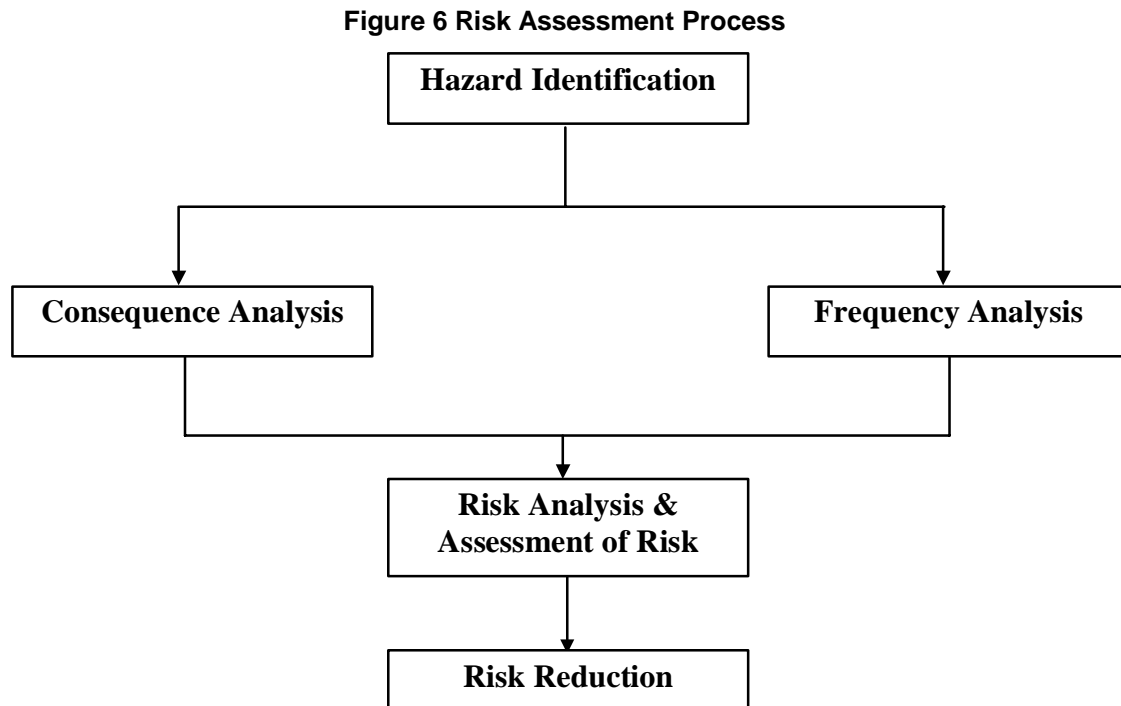 Figure 6 Risk Assessment Process
Hazard Identification
Consequence Analysis
Frequency Analysis
Risk Analysis &
Assessment of Risk
Risk Reduction